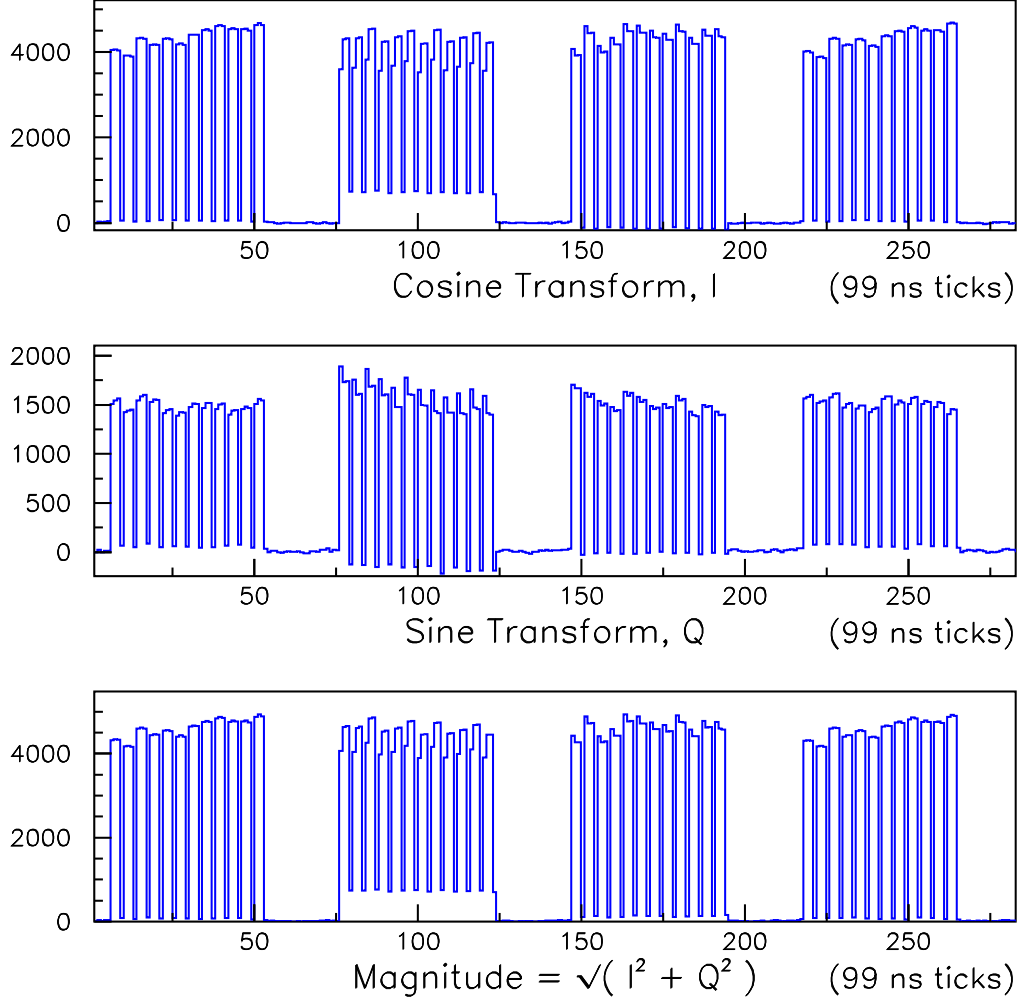 4000
2000
0
50 100 150 200 250
Cosine Transform, I (99 ns ticks)
2000
1500
1000
500
0
50 100 150 200 250
Sine Transform, Q (99 ns ticks)
4000
2000
0
50 100 150 200 250
Magnitude = √( I² + Q² ) (99 ns ticks)